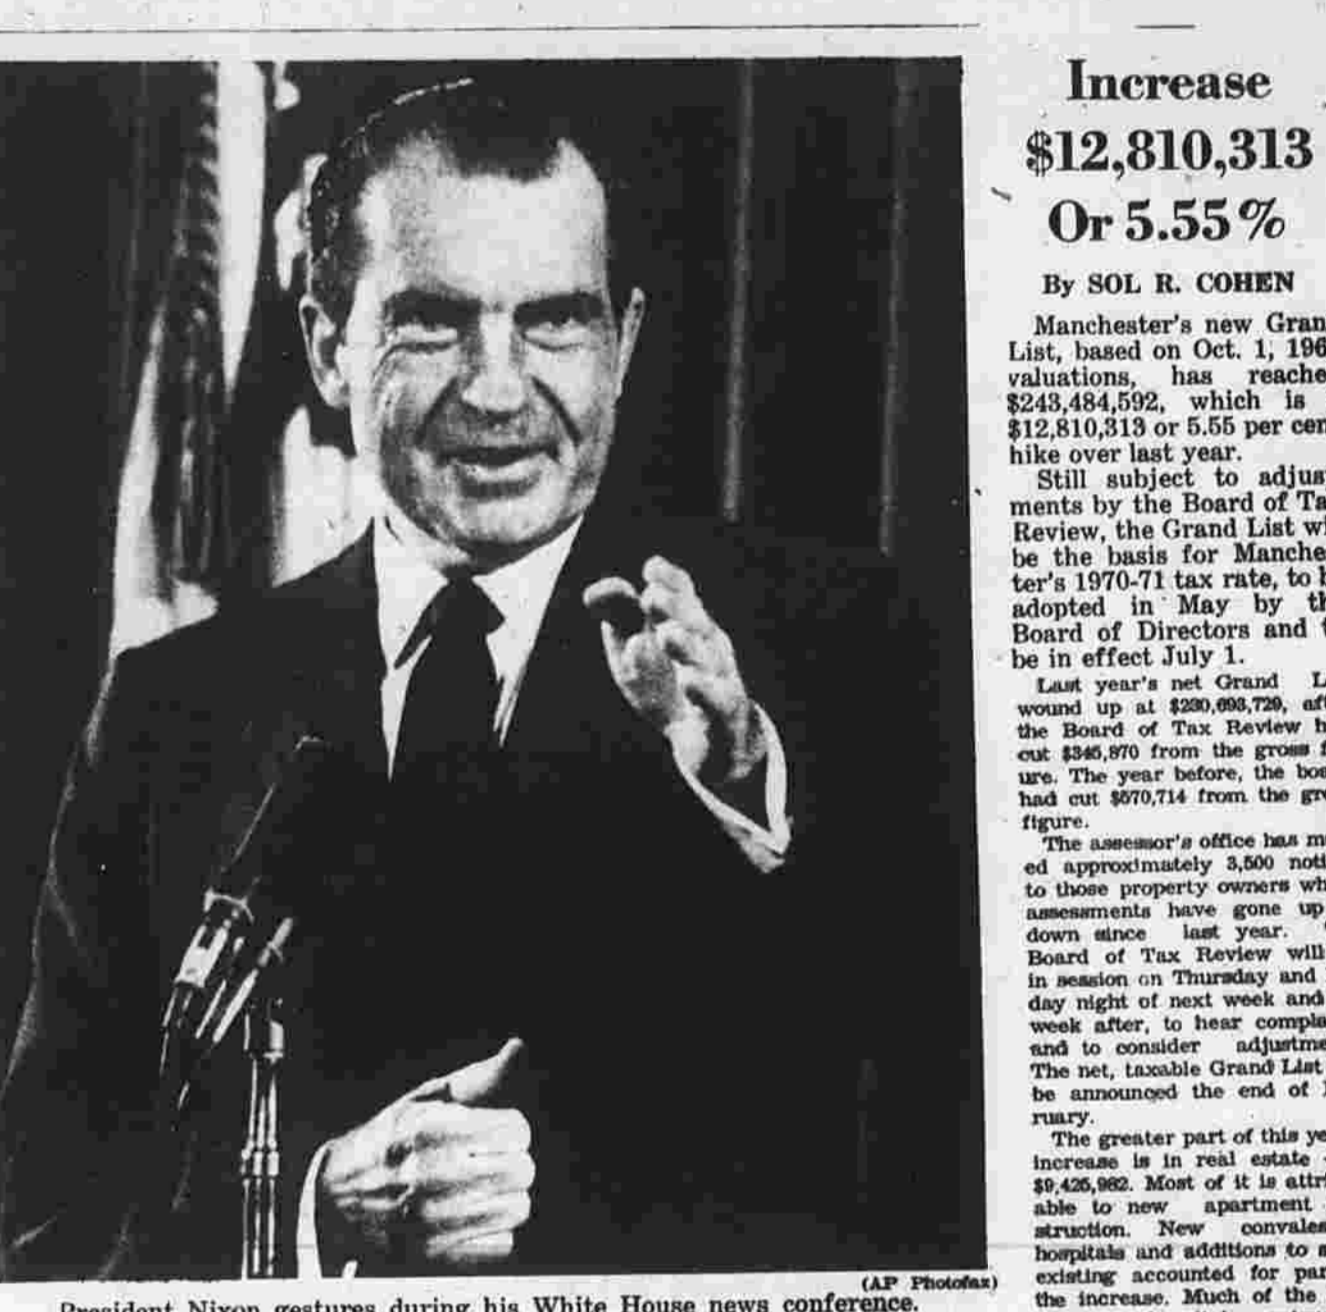 Increase
$12,810,313
Or 5.55%
By SOL R. COHEN
Manchester's new Gran
List, based on Oct. 1, 196
valuations, has reache
$243,484,592, which is
$12,810,313 or 5.55 per cen
hike over last year.
Still subject to adjus
ments by the Board of Ta
Review, the Grand List wi
be the basis for Manche
ter's 1970-71 tax rate, to b
adopted in May by th
Board of Directors and t
be in effect July 1.
Last year's net Grand L
wound up at $230,693,729, aft
the Board of Tax Review h
cut $345,870 from the gross f
ure. The year before, the boa
had cut $570,714 from the gro
figure.
The assessor's office has m
ed approximately 3,500 noti
to those property owners wh
assessments have gone up
down since last year.
Board of Tax Review will
in session on Thursday and
day night of next week and
week after, to hear compla
and to consider adjustme
The net, taxable Grand List
be announced the end of
ruary.
The greater part of this ye
increase is in real estate
$9,426,982. Most of it is attri
able to new apartment
struction. New convales
hospitals and additions to
existing accounted for par
the increase. Much of the
(AP Photofax)
President Nixon gestures during his White House news conference.